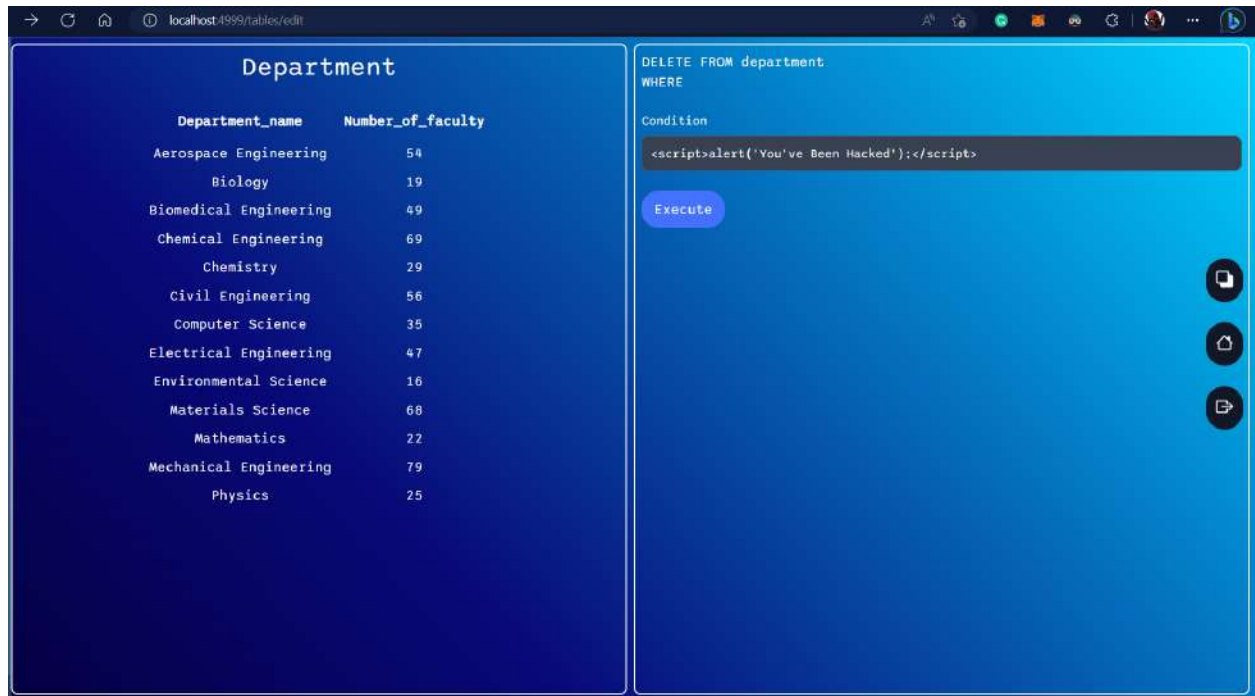 localhost:4999/tables/edit
Department
Department_name Number_of_faculty
Aerospace Engineering 54
Biology 19
Biomedical Engineering 49
Chemical Engineering 69
Chemistry 29
Civil Engineering 56
Computer Science 35
Electrical Engineering 47
Environmental Science 16
Materials Science 68
Mathematics 22
Mechanical Engineering 79
Physics 25
DELETE FROM department
WHERE
Condition
<script>alert('You've Been Hacked');</script>
Execute